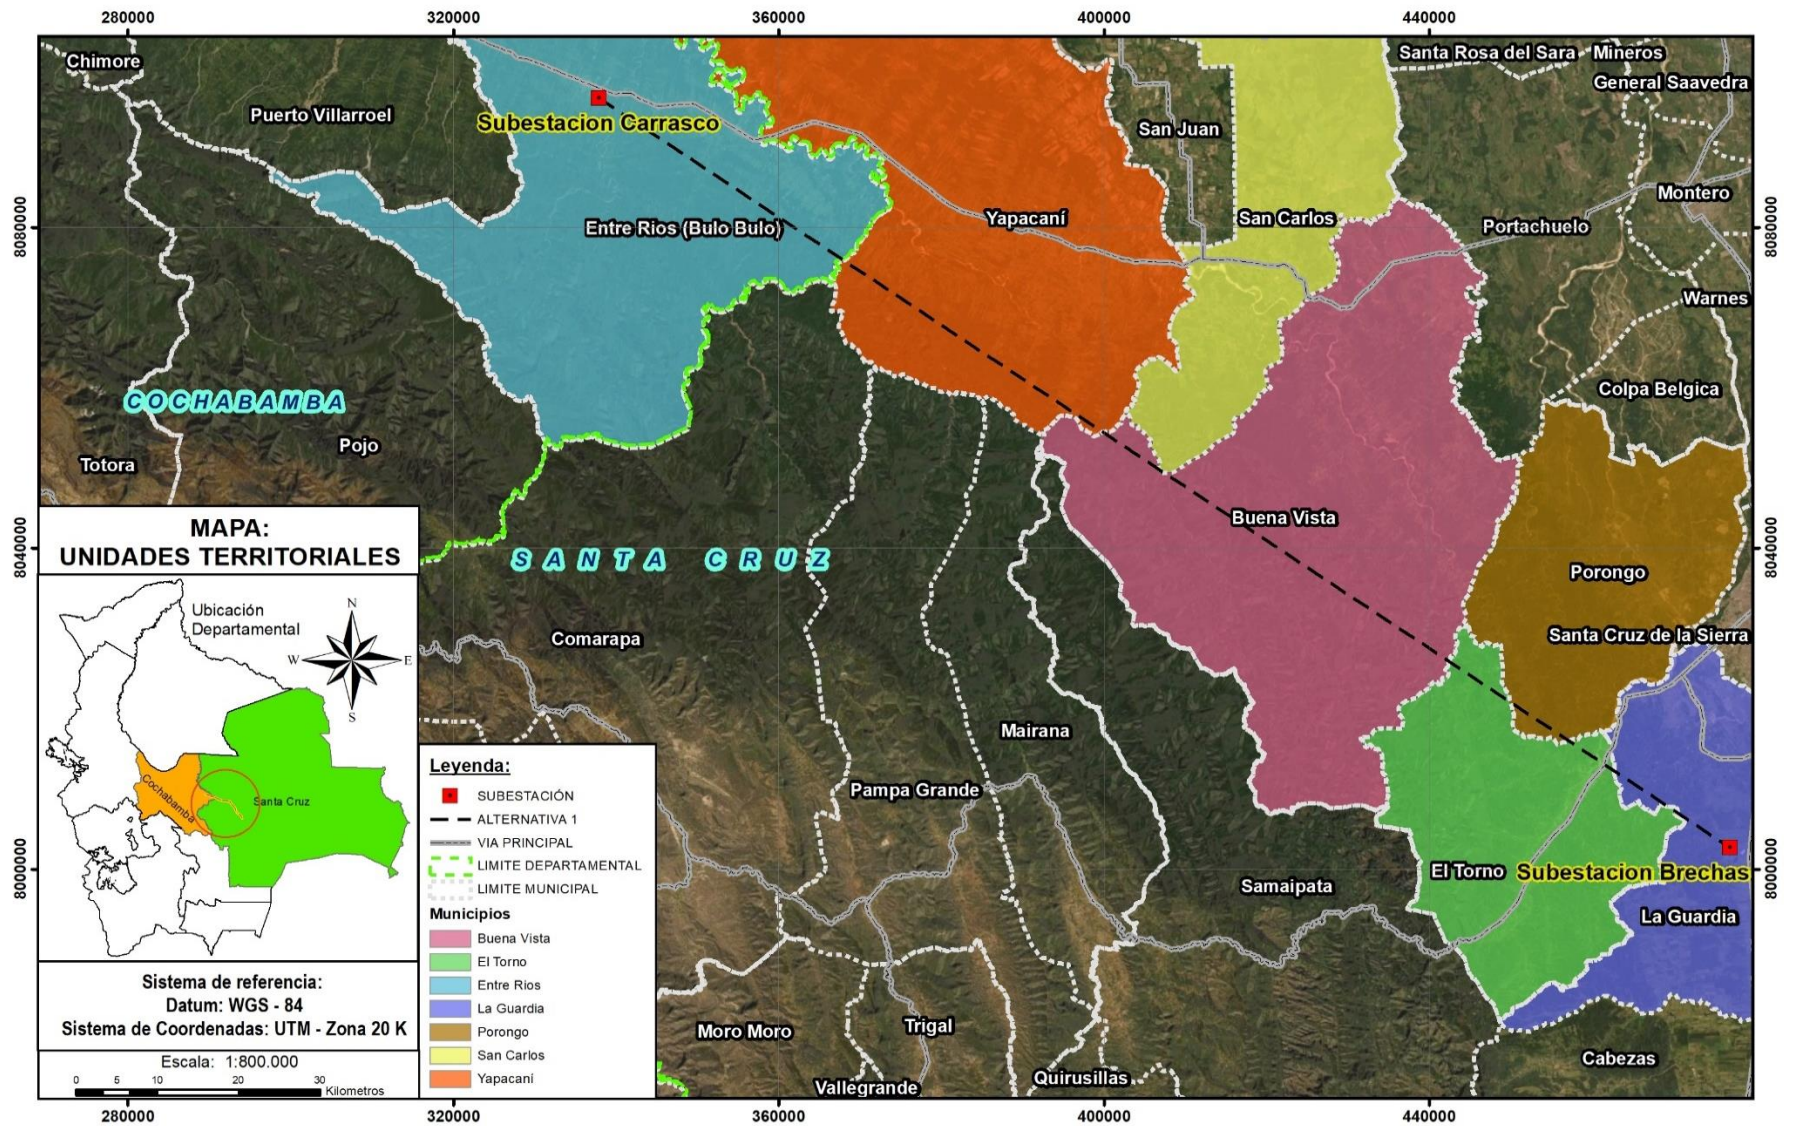 280000
320000
360000
400000
440000
Chimore
Santa Rosa del Sara
Mineros
General Saavedra
Puerto Villarroel
Subestacion Carrasco
San Juan
Montero
Entre Rios (Bulo Bulo)
Yapacaní
San Carlos
Portachuelo
8080000
8080000
Warnes
Colpa Belgica
COCHABAMBA
Pojo
Totora
Buena Vista
8040000
SANTA CRUZ
8040000
Porongo
Comarapa
Santa Cruz de la Sierra
Mairana
Pampa Grande
Samaipata
El Torno
Subestacion Brechas
8000000
8000000
La Guardia
Moro Moro
Trigal
Cabezas
Vallegrande
Quirusillas
MAPA:
UNIDADES TERRITORIALES
Ubicación
Departamental
N
W
E
S
Cochabamba
Santa Cruz
Sistema de referencia:
Datum: WGS - 84
Sistema de Coordenadas: UTM - Zona 20 K
Escala: 1:800.000
0 5 10 20 30
Kilometros
Leyenda:
SUBESTACIÓN
ALTERNATIVA 1
VIA PRINCIPAL
LIMITE DEPARTAMENTAL
LIMITE MUNICIPAL
Municipios
Buena Vista
El Torno
Entre Rios
La Guardia
Porongo
San Carlos
Yapacaní
280000
320000
360000
400000
440000